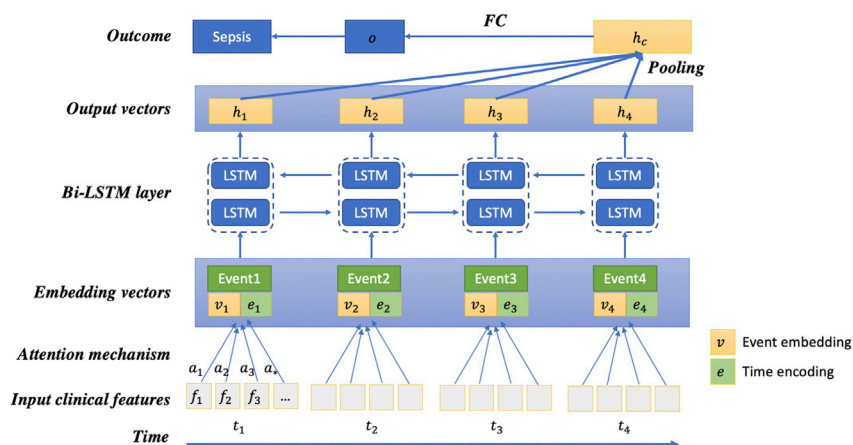 Outcome Sepsis o FC h_c
Pooling
Output vectors h_1 h_2 h_3 h_4
LSTM LSTM LSTM LSTM
Bi-LSTM layer
LSTM LSTM LSTM LSTM
Event1 Event2 Event3 Event4
Embedding vectors v_1 e_1 v_2 e_2 v_3 e_3 v_4 e_4
v Event embedding
Attention mechanism
a_1 a_2 a_3 a_*
e Time encoding
Input clinical features f_1 f_2 f_3 ...
t_1 t_2 t_3 t_4
Time